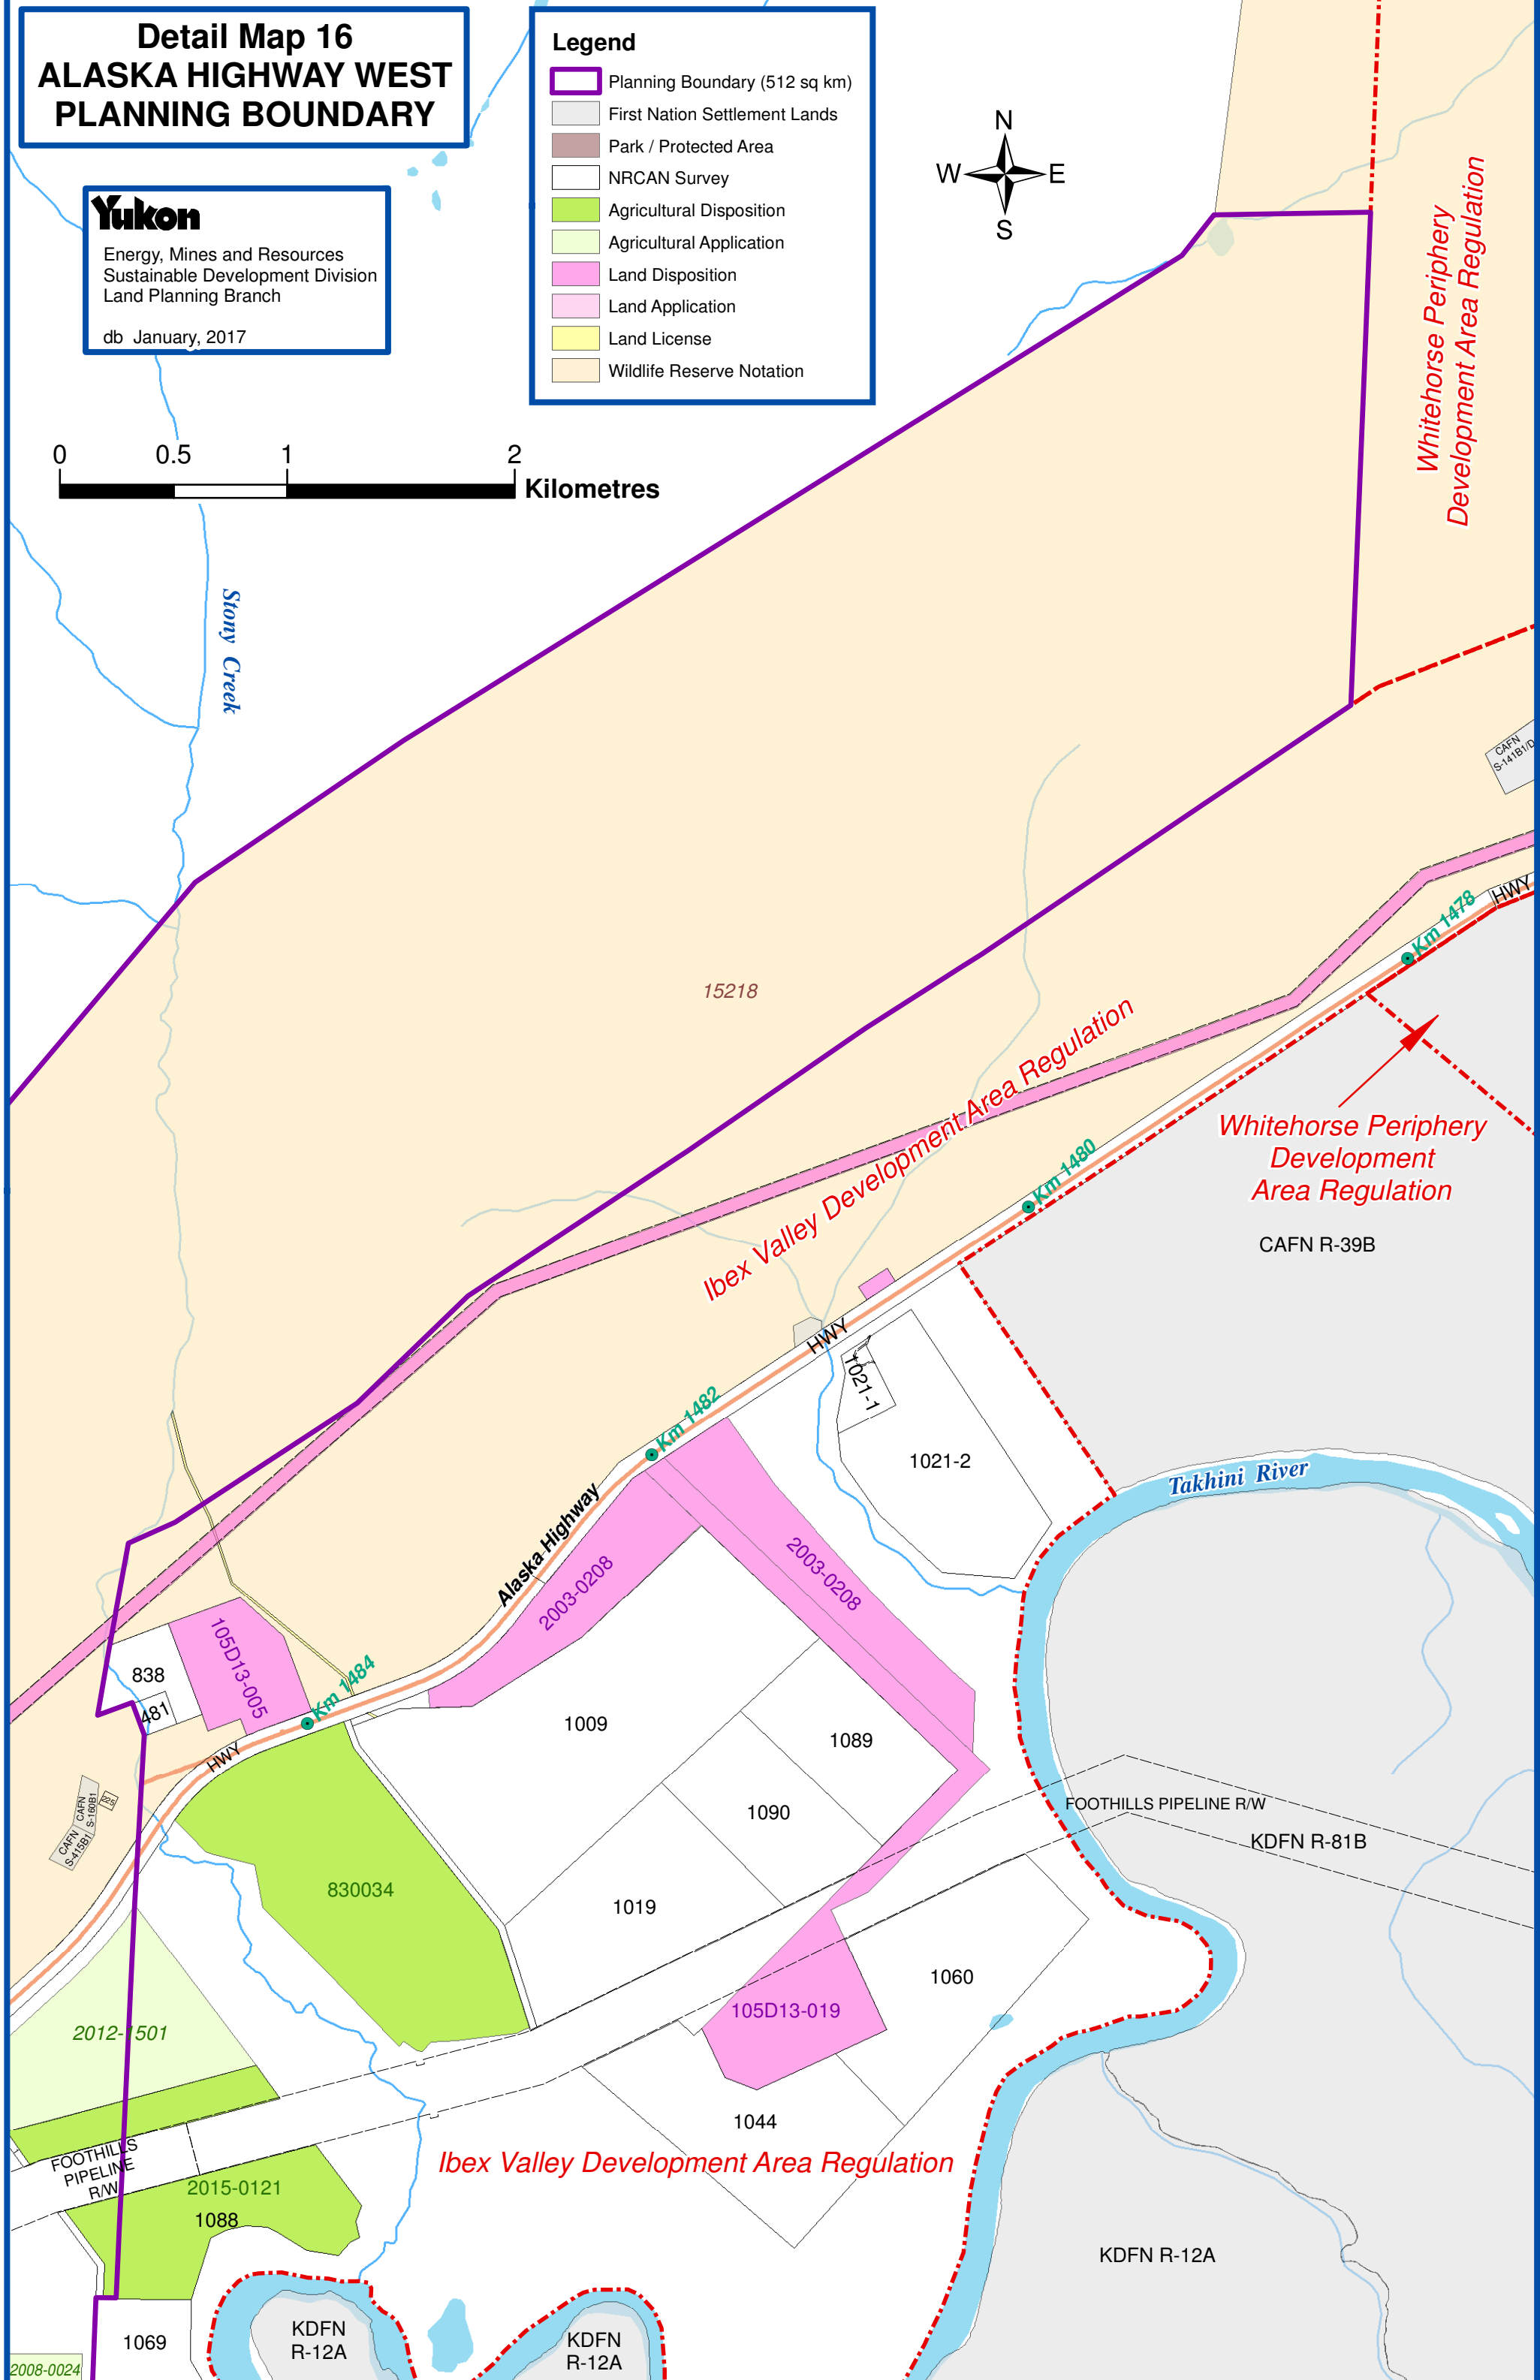 Detail Map 16
ALASKA HIGHWAY WEST
PLANNING BOUNDARY
Yukon
Energy, Mines and Resources
Sustainable Development Division
Land Planning Branch
db January, 2017
Legend
Planning Boundary (512 sq km)
First Nation Settlement Lands
Park / Protected Area
NRCAN Survey
Agricultural Disposition
Agricultural Application
Land Disposition
Land Application
Land License
Wildlife Reserve Notation
N
W E
S
0 0.5 1 2
Kilometres
Whitehorse Periphery
Development Area Regulation
Stony Creek
CAFN
S-141B1/D
HWY
Km 1478
15218
Ibex Valley Development Area Regulation
Whitehorse Periphery
Development
Area Regulation
Km 1480
CAFN R-39B
HWY
1021-1
Km 1482
1021-2
Takhini River
Alaska Highway
2003-0208
2003-0208
105D13-005
838
481
Km 1484
1009
1089
HWY
CAFN
S-160B1
225
CAFN
S-415B1
1090
FOOTHILLS PIPELINE R/W
KDFN R-81B
830034
1019
1060
105D13-019
2012-1501
1044
FOOTHILLS
PIPELINE
R/W
Ibex Valley Development Area Regulation
2015-0121
1088
KDFN R-12A
1069
KDFN
R-12A
KDFN
R-12A
2008-0024